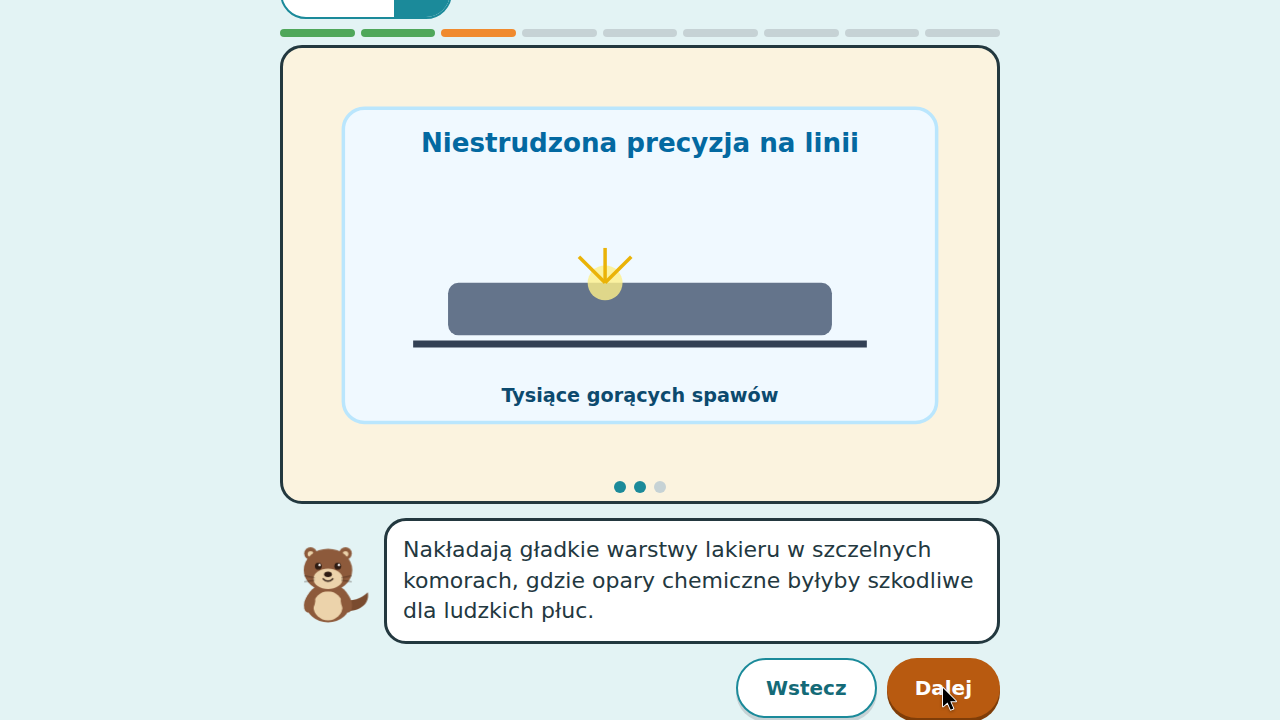 Niestrudzona precyzja na linii
Tysiące gorących spawów
Nakładają gładkie warstwy lakieru w szczelnych
komorach, gdzie opary chemiczne byłyby szkodliwe
dla ludzkich płuc.
Wstecz
Dalej